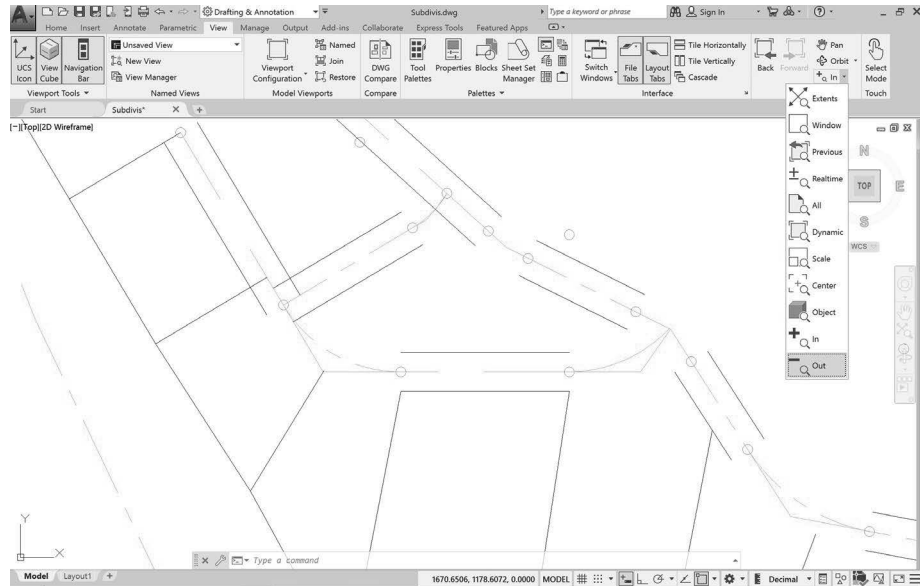 A
Drafting & Annotation
Subdivis.dwg
Type a keyword or phrase
Sign In
Home Insert Annotate Parametric View Manage Output Add-ins Collaborate Express Tools Featured Apps
UCS Icon
View Cube
Navigation Bar
Viewport Tools
Unsaved View
New View
View Manager
Named Views
Viewport Configuration
Named
Join
Restore
Model Viewports
DWG Compare
Compare
Tool Palettes
Properties
Blocks
Sheet Set Manager
Palettes
Switch Windows
File Tabs
Layout Tabs
Tile Horizontally
Tile Vertically
Cascade
Interface
Back
Forward
Pan
Orbit
In
Select Mode
Touch
Start
Subdivis*
[-][Top][2D Wireframe]
Extents
Window
Previous
Realtime
All
Dynamic
Scale
Center
Object
In
Out
N
TOP
E
S
WCS
Y
X
Type a command
Model Layout1 +
1670.6506, 1178.6072, 0.0000 MODEL
Decimal